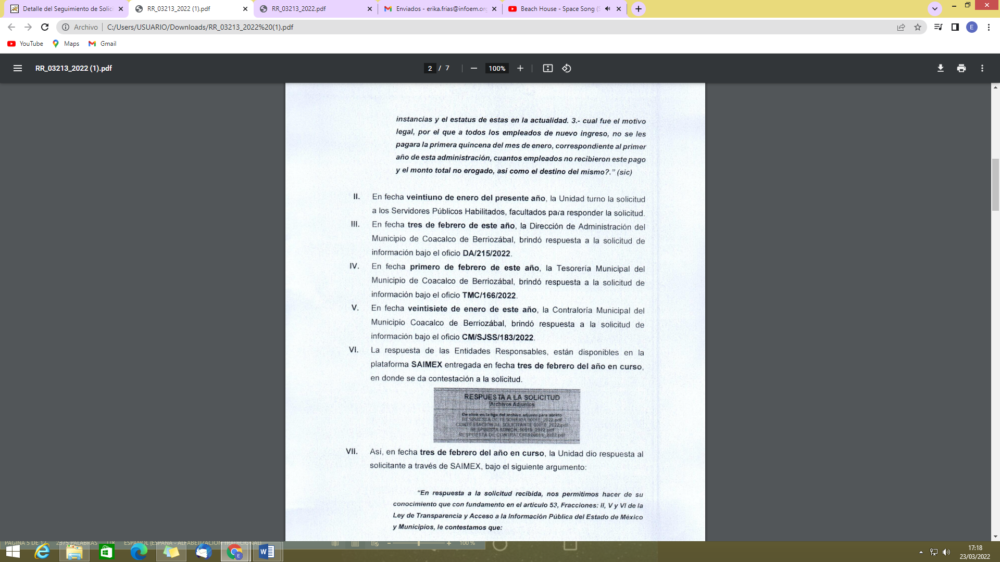 Detalle del Seguimiento de Solici
RR_03213_2022 (1).pdf
RR_03213_2022.pdf
Enviados - erika.frias@infoem.org
Beach House - Space Song (S
Archivo
C:/Users/USUARIO/Downloads/RR_03213_2022%20(1).pdf
E
YouTube
Maps
Gmail
RR_03213_2022 (1).pdf
2 / 7
100%
instancias y el estatus de estas en la actualidad. 3.- cual fue el motivo
legal, por el que a todos los empleados de nuevo ingreso, no se les
pagara la primera quincena del mes de enero, correspondiente al primer
año de esta administración, cuantos empleados no recibieron este pago
y el monto total no erogado, así como el destino del mismo?.” (sic)
II. En fecha veintiuno de enero del presente año, la Unidad turno la solicitud
a los Servidores Públicos Habilitados, facultados para responder la solicitud.
III. En fecha tres de febrero de este año, la Dirección de Administración del
Municipio de Coacalco de Berriozábal, brindó respuesta a la solicitud de
información bajo el oficio DA/215/2022.
IV. En fecha primero de febrero de este año, la Tesorería Municipal del
Municipio de Coacalco de Berriozábal, brindó respuesta a la solicitud de
información bajo el oficio TMC/166/2022.
V. En fecha veintisiete de enero de este año, la Contraloría Municipal del
Municipio Coacalco de Berriozábal, brindó respuesta a la solicitud de
información bajo el oficio CM/SJSS/183/2022.
VI. La respuesta de las Entidades Responsables, están disponibles en la
plataforma SAIMEX entregada en fecha tres de febrero del año en curso,
en donde se da contestación a la solicitud.
RESPUESTA A LA SOLICITUD
Archivos Adjuntos
De click en la liga del archivo adjunto para abrirlo
RESPUESTA DE TESORERIA 00016_2022.pdf
CONTESTACION AL SOLICITANTE 00016_2022.pdf
RESPUESTA ADMON_00016_2022.pdf
RESPUESTA DE CONTRALORIA00016_2022.pdf
VII. Así, en fecha tres de febrero del año en curso, la Unidad dio respuesta al
solicitante a través de SAIMEX, bajo el siguiente argumento:
“En respuesta a la solicitud recibida, nos permitimos hacer de su
conocimiento que con fundamento en el artículo 53, Fracciones: II, V y VI de la
Ley de Transparencia y Acceso a la Información Pública del Estado de México
y Municipios, le contestamos que:
PÁGINA 5 DE 12 2375 PALABRAS ESPAÑOL (ESPAÑA - ALFABETIZACIÓN TRADICIONAL)
100 %
E
17:18
23/03/2022